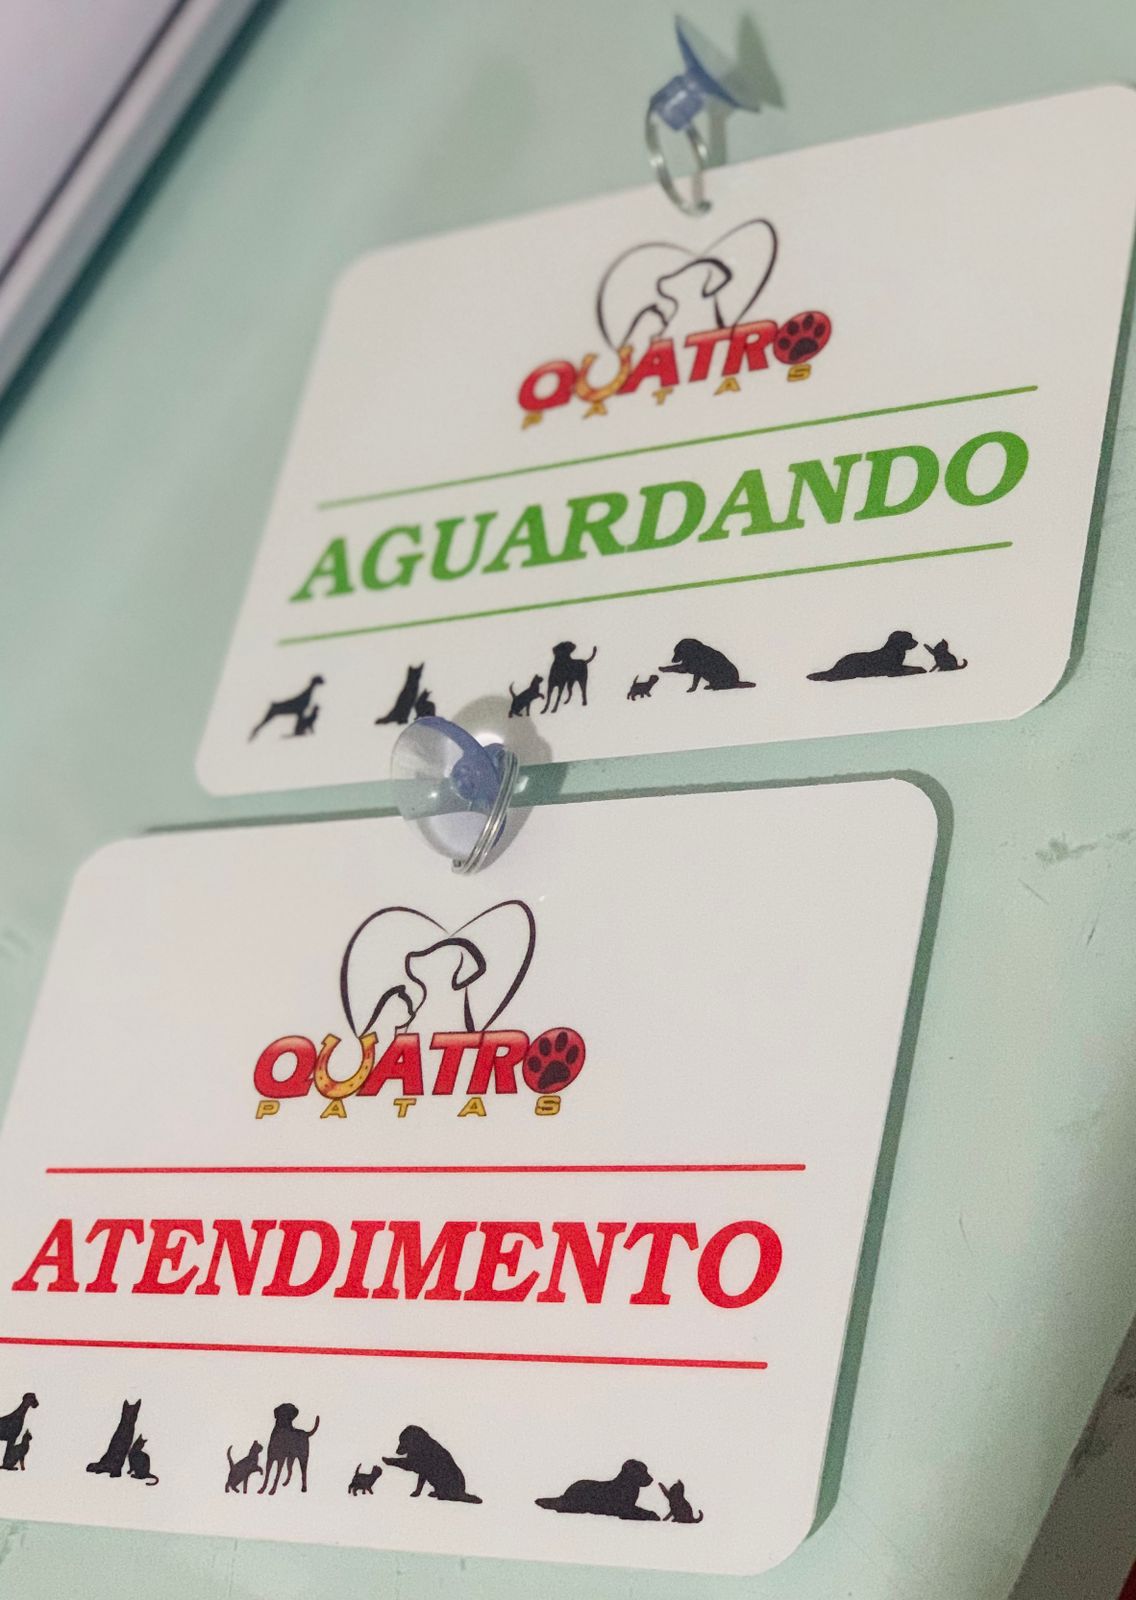 QUATRO
PATAS
AGUARDANDO
QUATRO
PATAS
ATENDIMENTO